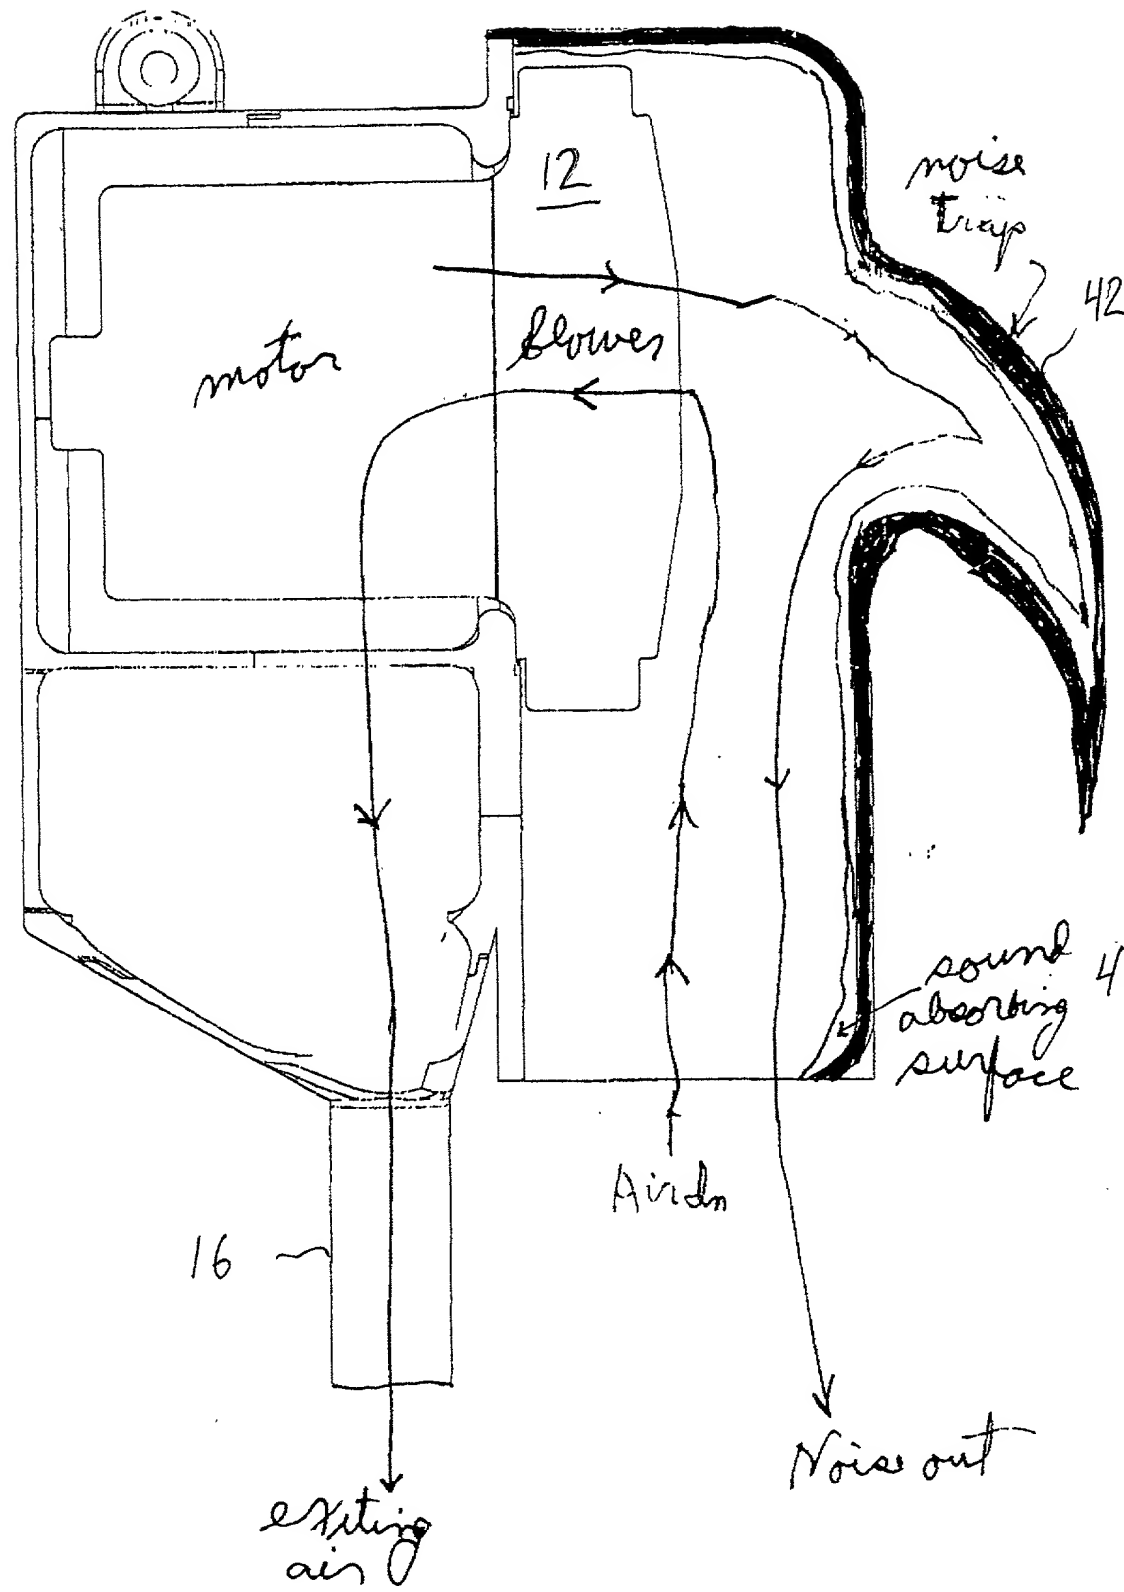 12
noise
trap
42
motor
blower
sound 4
absorbing
surface
Air In
16
Noise out
exiting
air